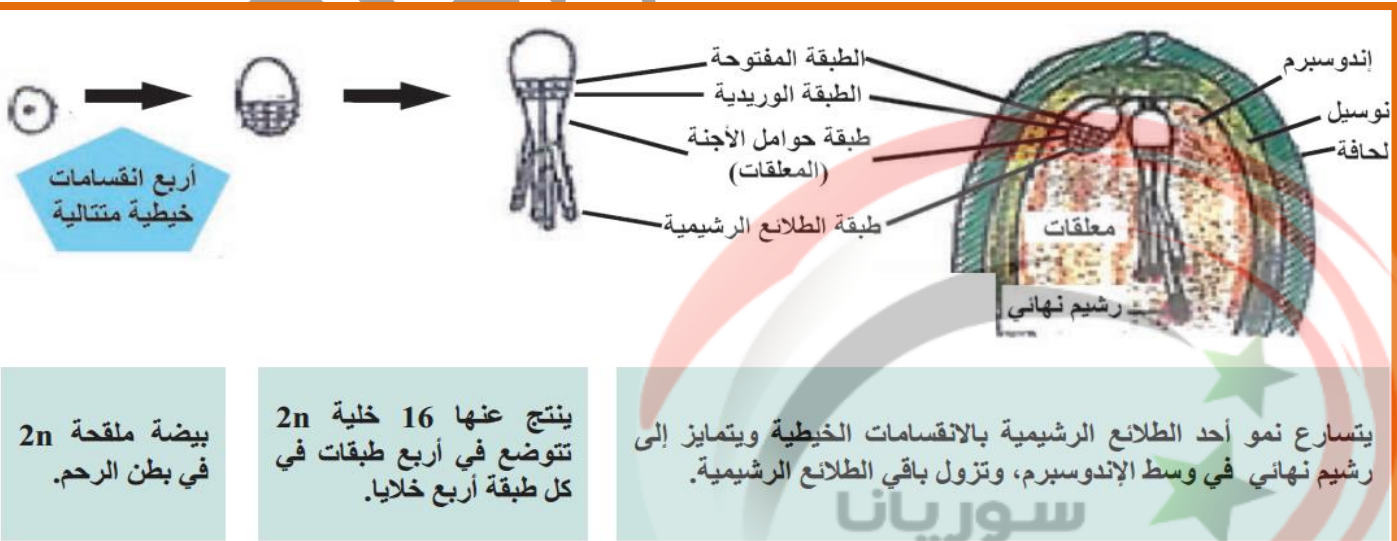 الطبقة المفتوحة
الطبقة الوريدية
طبقة حوامل الأجنة
(المعلقات)
طبقة الطلائع الرشيمية
إندوسبرم
نوسيل
لحافة
معلقات
رشيم نهائي
أربع انقسامات
خيطية متتالية
يتسارع نمو أحد الطلائع الرشيمية بالانقسامات الخيطية ويتمايز إلى
رشيم نهائي في وسط الإندوسبرم، وتزول باقي الطلائع الرشيمية.
ينتج عنها 16 خلية 2n
تتوضع في أربع طبقات في
كل طبقة أربع خلايا.
بيضة ملقحة 2n
في بطن الرحم.
سوريانا